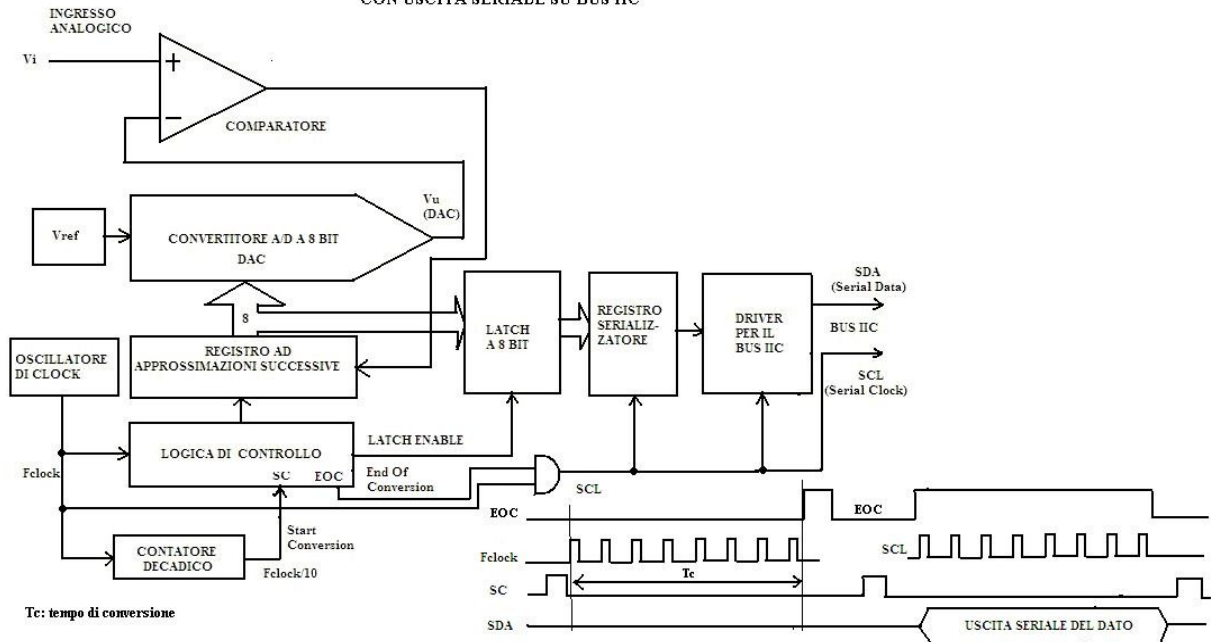 CON USCITA SERIALE SU BUS IIC
INGRESSO
ANALOGICO
Vi
+
−
COMPARATORE
Vu
(DAC)
Vref
CONVERTITORE A/D A 8 BIT
DAC
8
SDA
(Serial Data)
LATCH
A 8 BIT
REGISTRO
SERIALIZ-
ZATORE
DRIVER
PER IL
BUS IIC
BUS IIC
OSCILLATORE
DI CLOCK
REGISTRO AD
APPROSSIMAZIONI SUCCESSIVE
SCL
(Serial Clock)
LATCH ENABLE
LOGICA DI CONTROLLO
SC EOC
End Of
Conversion
Fclock
SCL
EOC
EOC
Start
Conversion
CONTATORE
DECADICO
Fclock/10
Fclock
SCL
Tc
SC
Tc: tempo di conversione
SDA
USCITA SERIALE DEL DATO